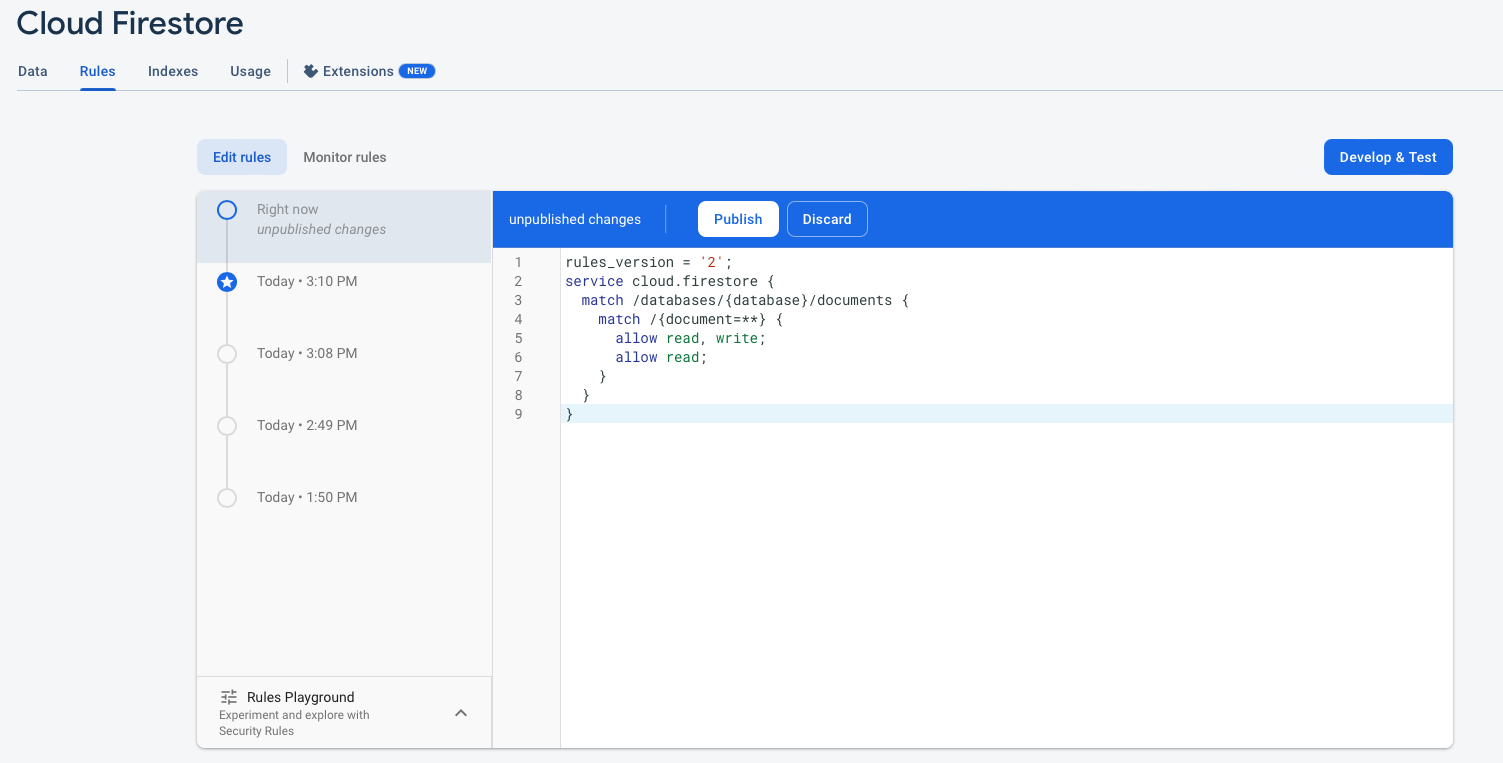 Cloud Firestore
Data Rules Indexes Usage Extensions NEW
Edit rules Monitor rules Develop & Test
Right now
unpublished changes
Today • 3:10 PM
Today • 3:08 PM
Today • 2:49 PM
Today • 1:50 PM
Rules Playground
Experiment and explore with
Security Rules
unpublished changes Publish Discard
1 rules_version = '2';
2 service cloud.firestore {
3   match /databases/{database}/documents {
4     match /{document=**} {
5       allow read, write;
6       allow read;
7     }
8   }
9 }